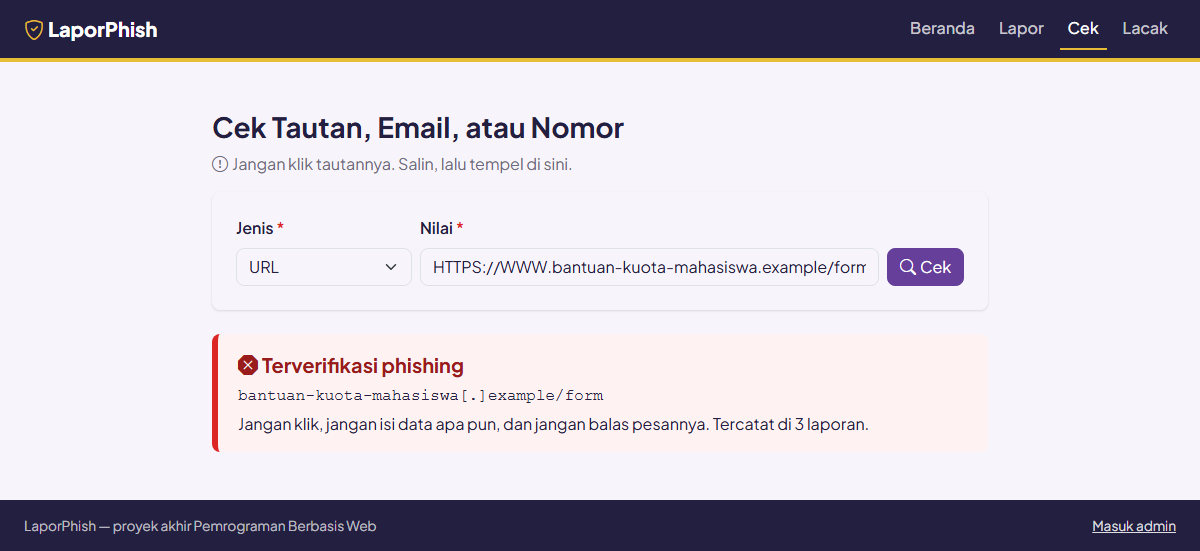 LaporPhish
Beranda Lapor Cek Lacak
Cek Tautan, Email, atau Nomor
Jangan klik tautannya. Salin, lalu tempel di sini.
Jenis * Nilai *
URL HTTPS://WWW.bantuan-kuota-mahasiswa.example/form Cek
Terverifikasi phishing
bantuan-kuota-mahasiswa[.]example/form
Jangan klik, jangan isi data apa pun, dan jangan balas pesannya. Tercatat di 3 laporan.
LaporPhish — proyek akhir Pemrograman Berbasis Web Masuk admin